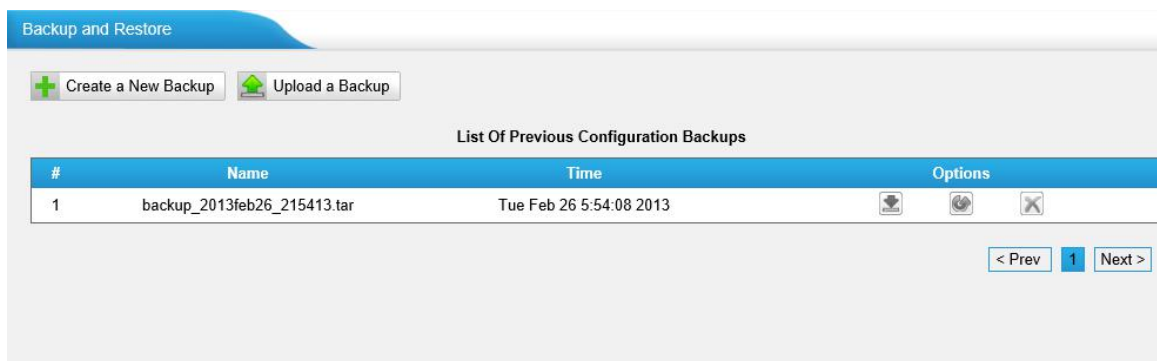 Backup and Restore
Create a New Backup Upload a Backup
List Of Previous Configuration Backups
# Name Time Options
1 backup_2013feb26_215413.tar Tue Feb 26 5:54:08 2013
< Prev 1 Next >